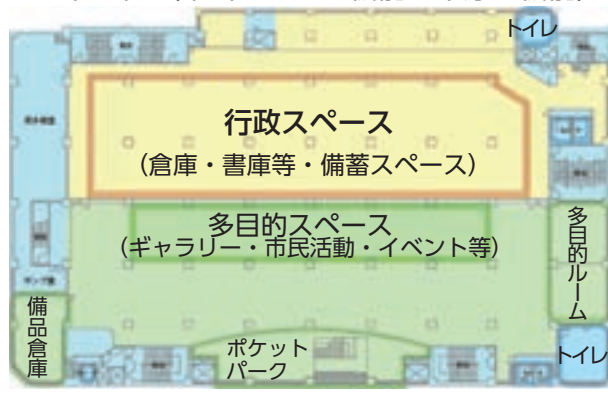 トイレ
行政スペース
（倉庫・書庫等・備蓄スペース）
多目的スペース
（ギャラリー・市民活動・イベント等）
多目的ルーム
備品倉庫
ポケット
パーク
トイレ